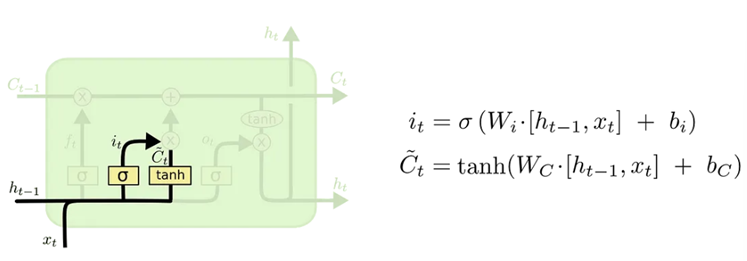 h_t
C_{t-1}
C_t
tanh
f_t
i_t
o_t
C̃_t
σ
σ
tanh
σ
h_{t-1}
h_t
x_t
i_t = σ (W_i·[h_{t-1}, x_t] + b_i)
C̃_t = tanh(W_C·[h_{t-1}, x_t] + b_C)